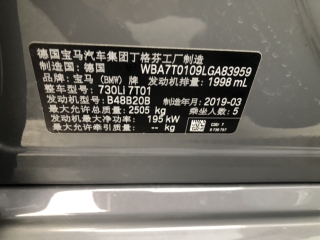 德国宝马汽车集团丁格芬工厂制造
制造国：德国 WBA7T0109LGA83959
品牌：宝马 (BMW) 牌 发动机排量：1998 mL
整车型号：730Li 7T01
发动机型号：B48B20B 制造年月：2019-03
最大允许总质量：2505 kg 乘坐人数：5
发动机最大净功率：195 kW
最大允许牵引质量：--- kg